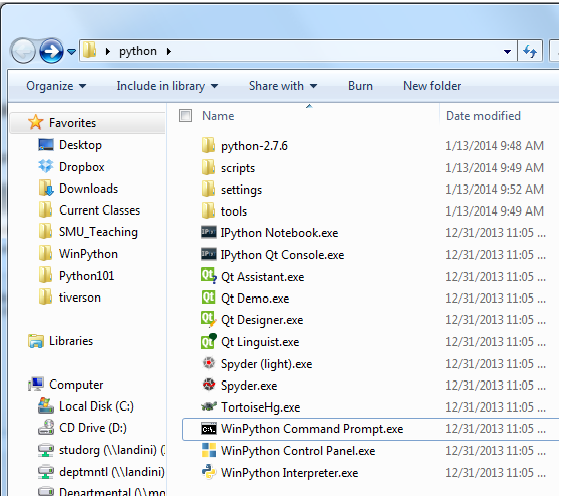 python
Organize Include in library Share with Burn New folder
Favorites
Desktop
Dropbox
Downloads
Current Classes
SMU_Teaching
WinPython
Python101
tiverson
Libraries
Computer
Local Disk (C:)
CD Drive (D:)
studorg (\\landini) (
deptmntl (\\landini)
Departmental (\\mo
Name Date modified
python-2.7.6 1/13/2014 9:48 AM
scripts 1/13/2014 9:49 AM
settings 1/13/2014 9:52 AM
tools 1/13/2014 9:49 AM
IPython Notebook.exe 12/31/2013 11:05 ...
IPython Qt Console.exe 12/31/2013 11:05 ...
Qt Assistant.exe 12/31/2013 11:05 ...
Qt Demo.exe 12/31/2013 11:05 ...
Qt Designer.exe 12/31/2013 11:05 ...
Qt Linguist.exe 12/31/2013 11:05 ...
Spyder (light).exe 12/31/2013 11:05 ...
Spyder.exe 12/31/2013 11:05 ...
TortoiseHg.exe 12/31/2013 11:05 ...
WinPython Command Prompt.exe 12/31/2013 11:05 ...
WinPython Control Panel.exe 12/31/2013 11:05 ...
WinPython Interpreter.exe 12/31/2013 11:05 ...